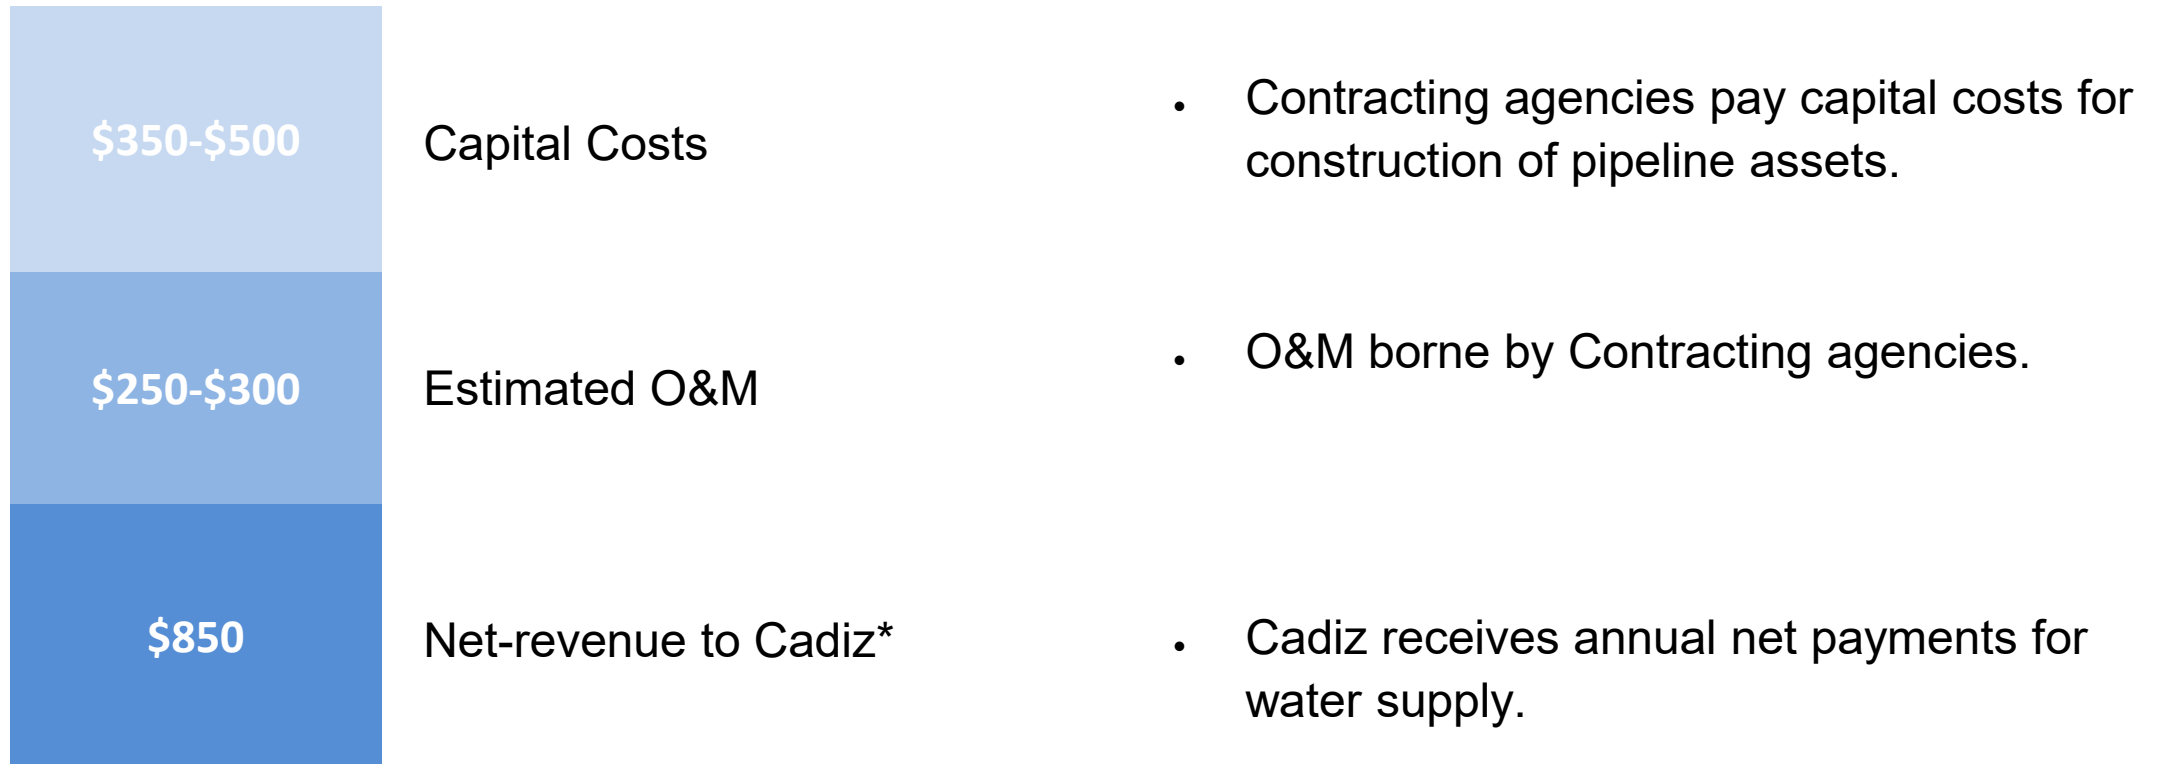 $350-$500
Capital Costs
• Contracting agencies pay capital costs for
construction of pipeline assets.
$250-$300
Estimated O&M
• O&M borne by Contracting agencies.
$850
Net-revenue to Cadiz*
• Cadiz receives annual net payments for
water supply.